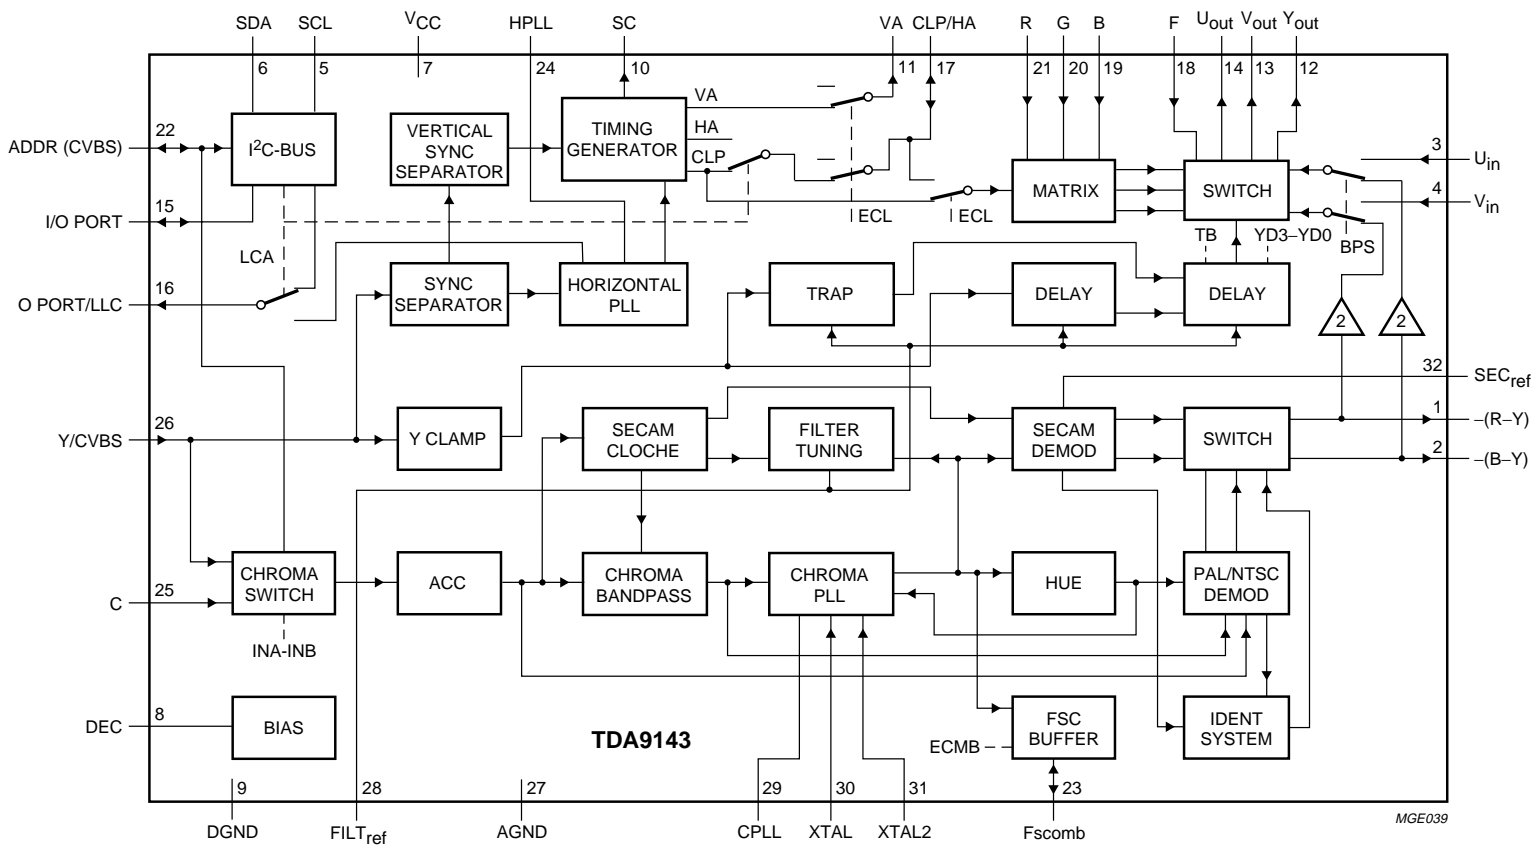 SDA SCL VCC HPLL SC VA CLP/HA R G B F Uout Vout Yout
6 5 7 24 10 11 17 21 20 19 18 14 13 12
VA
HA
CLP
ADDR (CVBS) 22
I2C-BUS
VERTICAL
SYNC
SEPARATOR
TIMING
GENERATOR
MATRIX
SWITCH
3 Uin
4 Vin
I/O PORT 15
ECL
ECL
TB
YD3–YD0
BPS
LCA
O PORT/LLC 16
SYNC
SEPARATOR
HORIZONTAL
PLL
TRAP
DELAY
DELAY
2
2
32 SECref
Y/CVBS 26
Y CLAMP
SECAM
CLOCHE
FILTER
TUNING
SECAM
DEMOD
SWITCH
1 –(R–Y)
2 –(B–Y)
C 25
CHROMA
SWITCH
INA-INB
ACC
CHROMA
BANDPASS
CHROMA
PLL
HUE
PAL/NTSC
DEMOD
DEC 8
BIAS
TDA9143
ECMB
FSC
BUFFER
IDENT
SYSTEM
9 28 27 29 30 31 23
DGND FILTref AGND CPLL XTAL XTAL2 Fscomb
MGE039